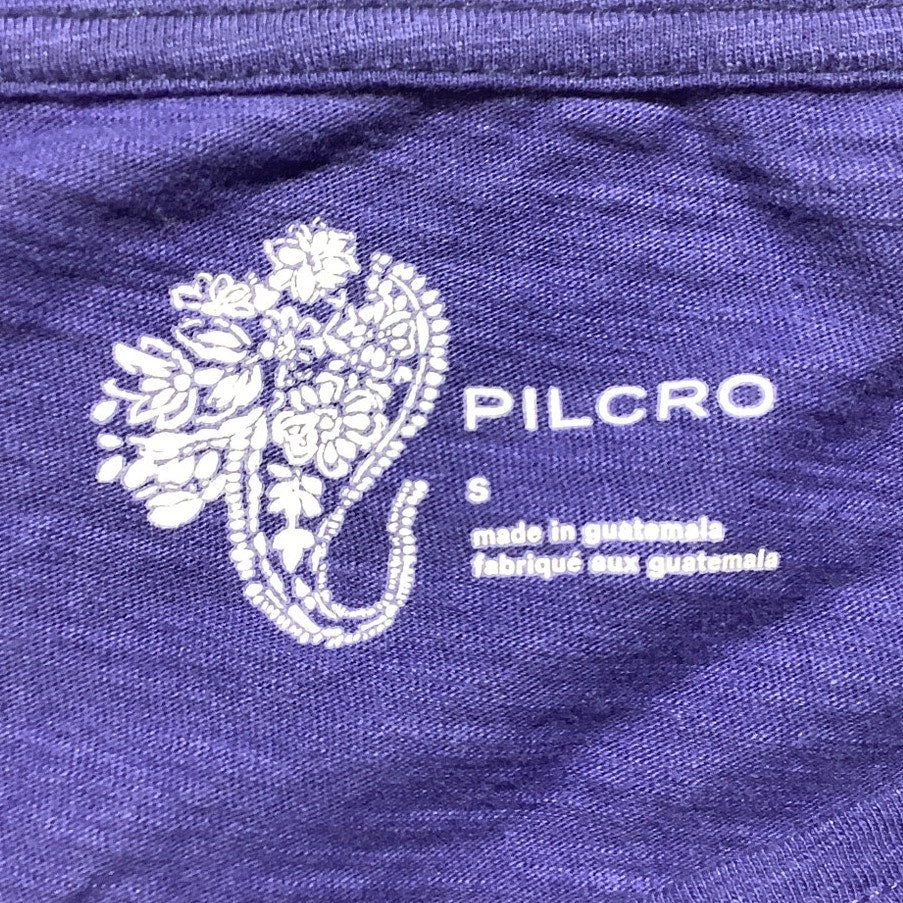 PILCRO
S
made in guatemala
fabriqué aux guatemala